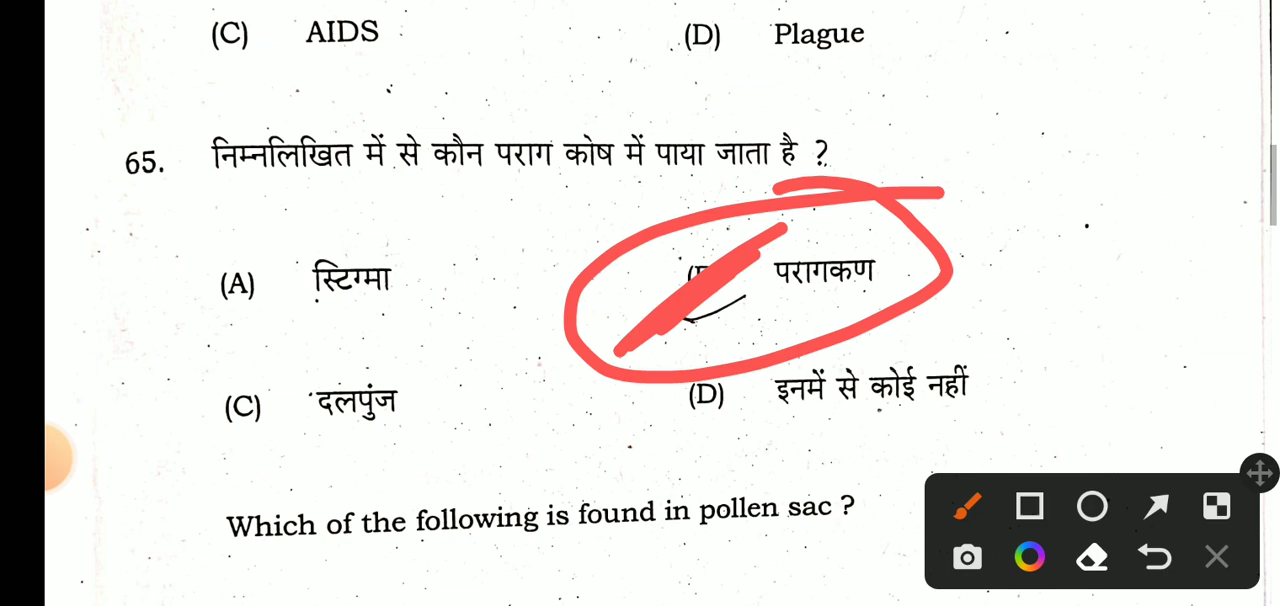 (C) AIDS (D) Plague
65. निम्नलिखित में से कौन पराग कोष में पाया जाता है ?
(A) स्टिग्मा परागकण
(C) दलपुंज (D) इनमें से कोई नहीं
Which of the following is found in pollen sac ?